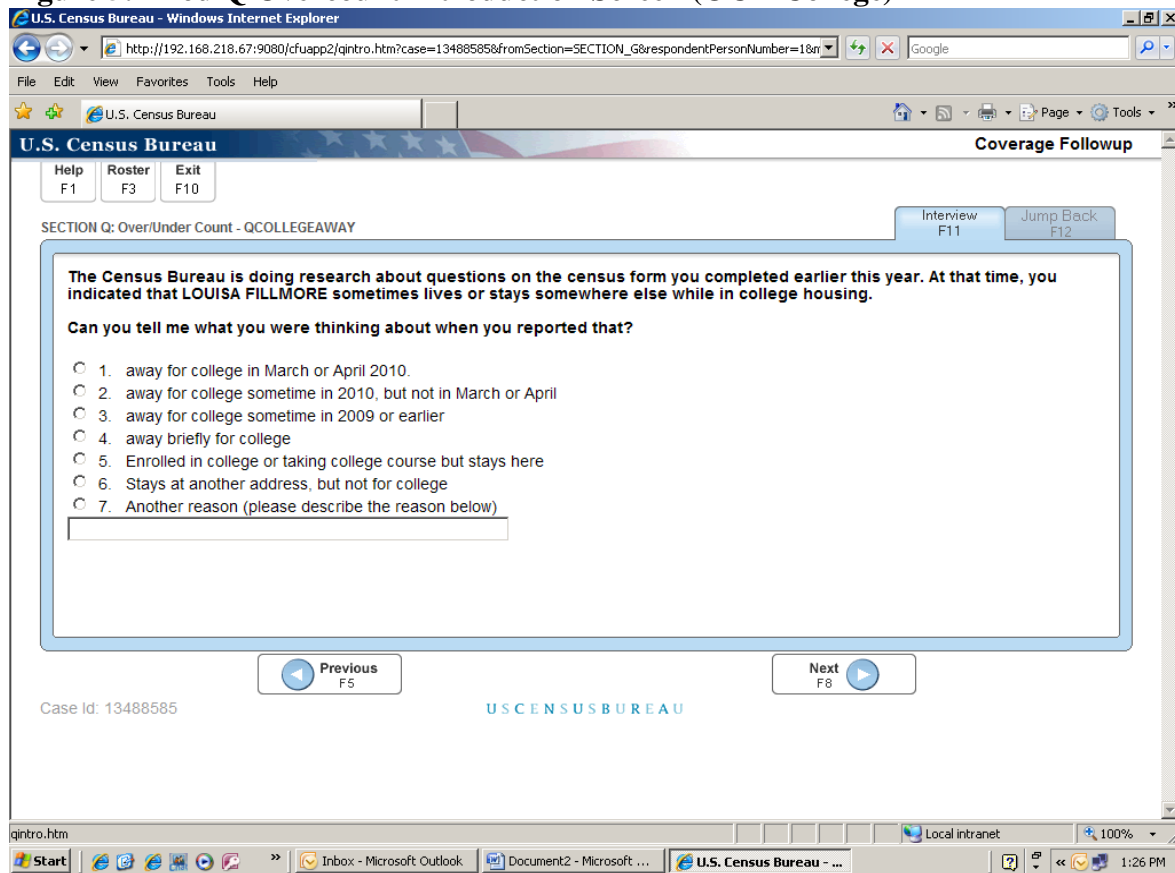 U.S. Census Bureau - Windows Internet Explorer
http://192.168.218.67:9080/cfuapp2/qintro.htm?case=13488585&fromSection=SECTION_G&respondentPersonNumber=1&r
Google
File Edit View Favorites Tools Help
U.S. Census Bureau
Page Tools
U.S. Census Bureau
Coverage Followup
Help Roster Exit
F1 F3 F10
Interview Jump Back
F11 F12
SECTION Q: Over/Under Count - QCOLLEGEAWAY
The Census Bureau is doing research about questions on the census form you completed earlier this year. At that time, you
indicated that LOUISA FILLMORE sometimes lives or stays somewhere else while in college housing.
Can you tell me what you were thinking about when you reported that?
1. away for college in March or April 2010.
2. away for college sometime in 2010, but not in March or April
3. away for college sometime in 2009 or earlier
4. away briefly for college
5. Enrolled in college or taking college course but stays here
6. Stays at another address, but not for college
7. Another reason (please describe the reason below)
Previous
F5
Next
F8
Case Id: 13488585
USCENSUSBUREAU
qintro.htm
Local intranet
100%
Start
Inbox - Microsoft Outlook
Document2 - Microsoft ...
U.S. Census Bureau - ...
1:26 PM